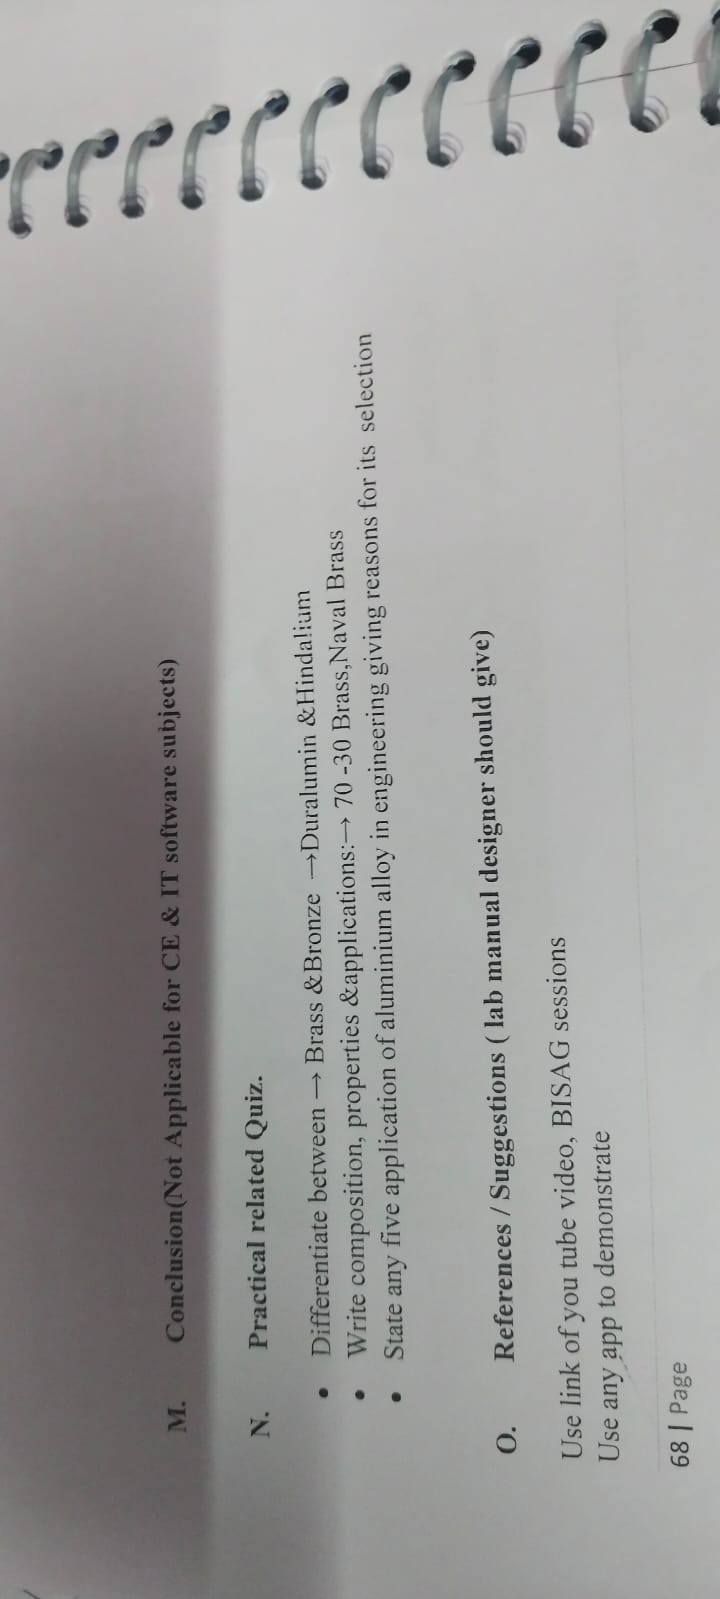 M. Conclusion(Not Applicable for CE & IT software subjects)
N. Practical related Quiz.
• Differentiate between → Brass &Bronze →Duralumin &Hindalium
• Write composition, properties &applications:→ 70 -30 Brass,Naval Brass
• State any five application of aluminium alloy in engineering giving reasons for its selection
O. References / Suggestions ( lab manual designer should give)
Use link of you tube video, BISAG sessions
Use any app to demonstrate
68 | Page